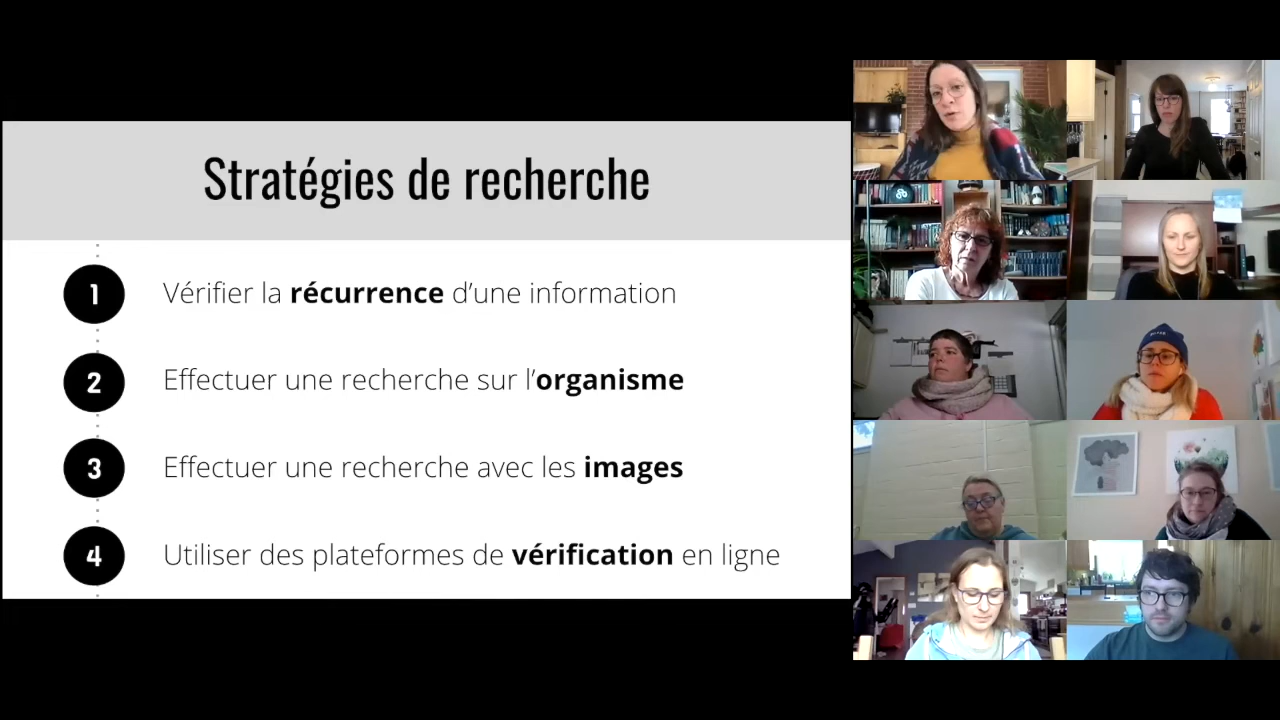 Stratégies de recherche
1 Vérifier la récurrence d’une information
2 Effectuer une recherche sur l’organisme
3 Effectuer une recherche avec les images
4 Utiliser des plateformes de vérification en ligne